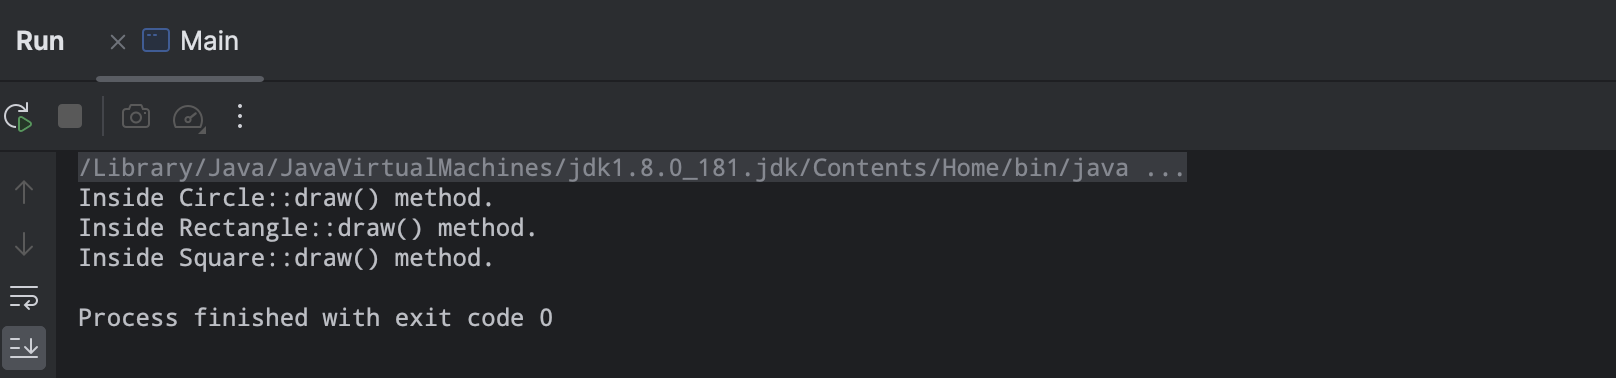 Run
Main
/Library/Java/JavaVirtualMachines/jdk1.8.0_181.jdk/Contents/Home/bin/java ...
Inside Circle::draw() method.
Inside Rectangle::draw() method.
Inside Square::draw() method.
Process finished with exit code 0